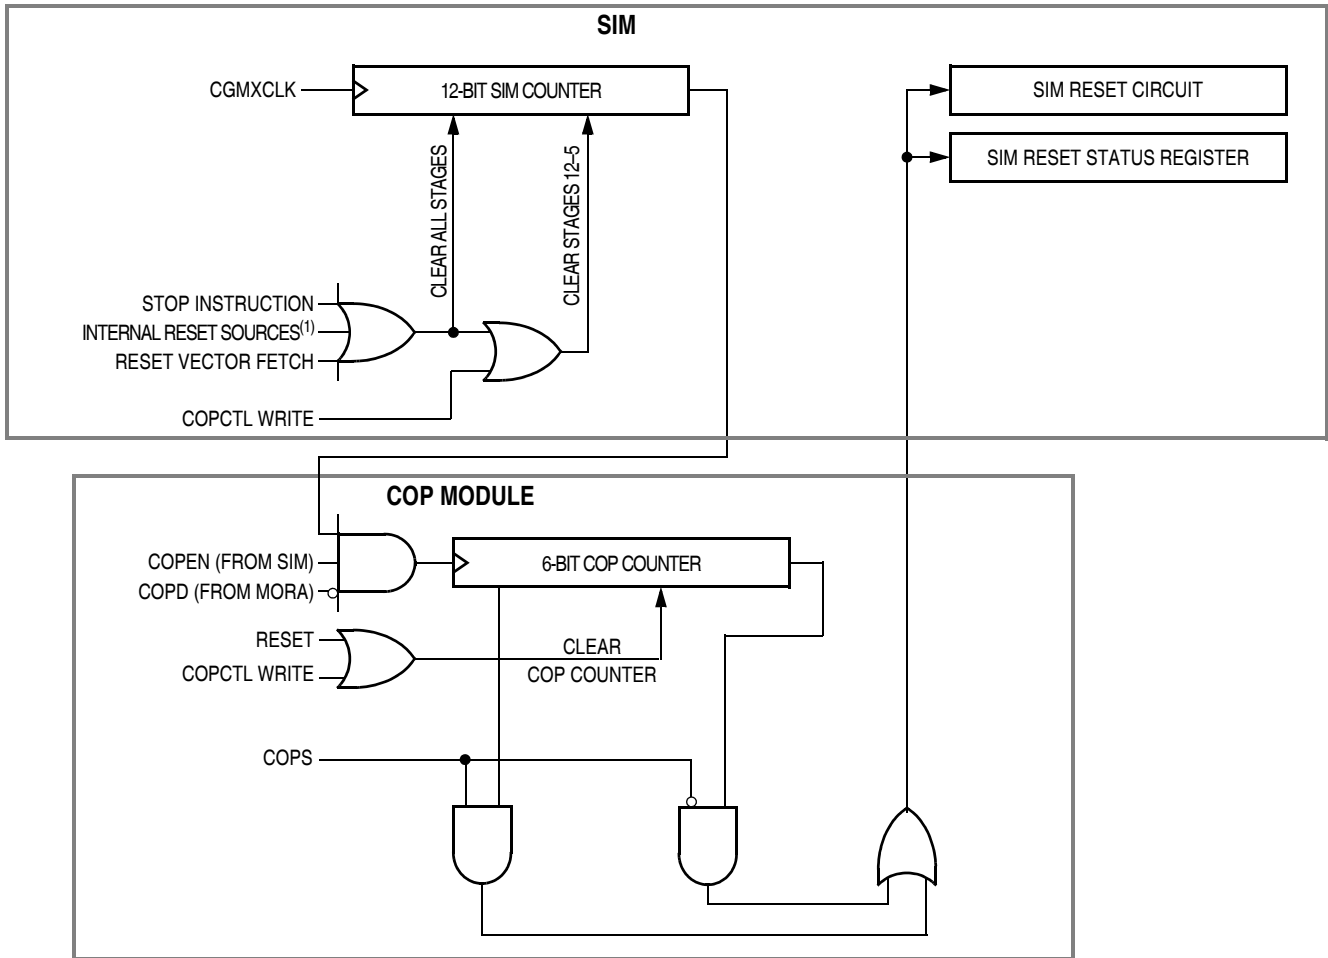 SIM
CGMXCLK
12-BIT SIM COUNTER
SIM RESET CIRCUIT
SIM RESET STATUS REGISTER
CLEAR ALL STAGES
CLEAR STAGES 12–5
STOP INSTRUCTION
INTERNAL RESET SOURCES(1)
RESET VECTOR FETCH
COPCTL WRITE
COP MODULE
COPEN (FROM SIM)
6-BIT COP COUNTER
COPD (FROM MORA)
RESET
CLEAR
COPCTL WRITE
COP COUNTER
COPS